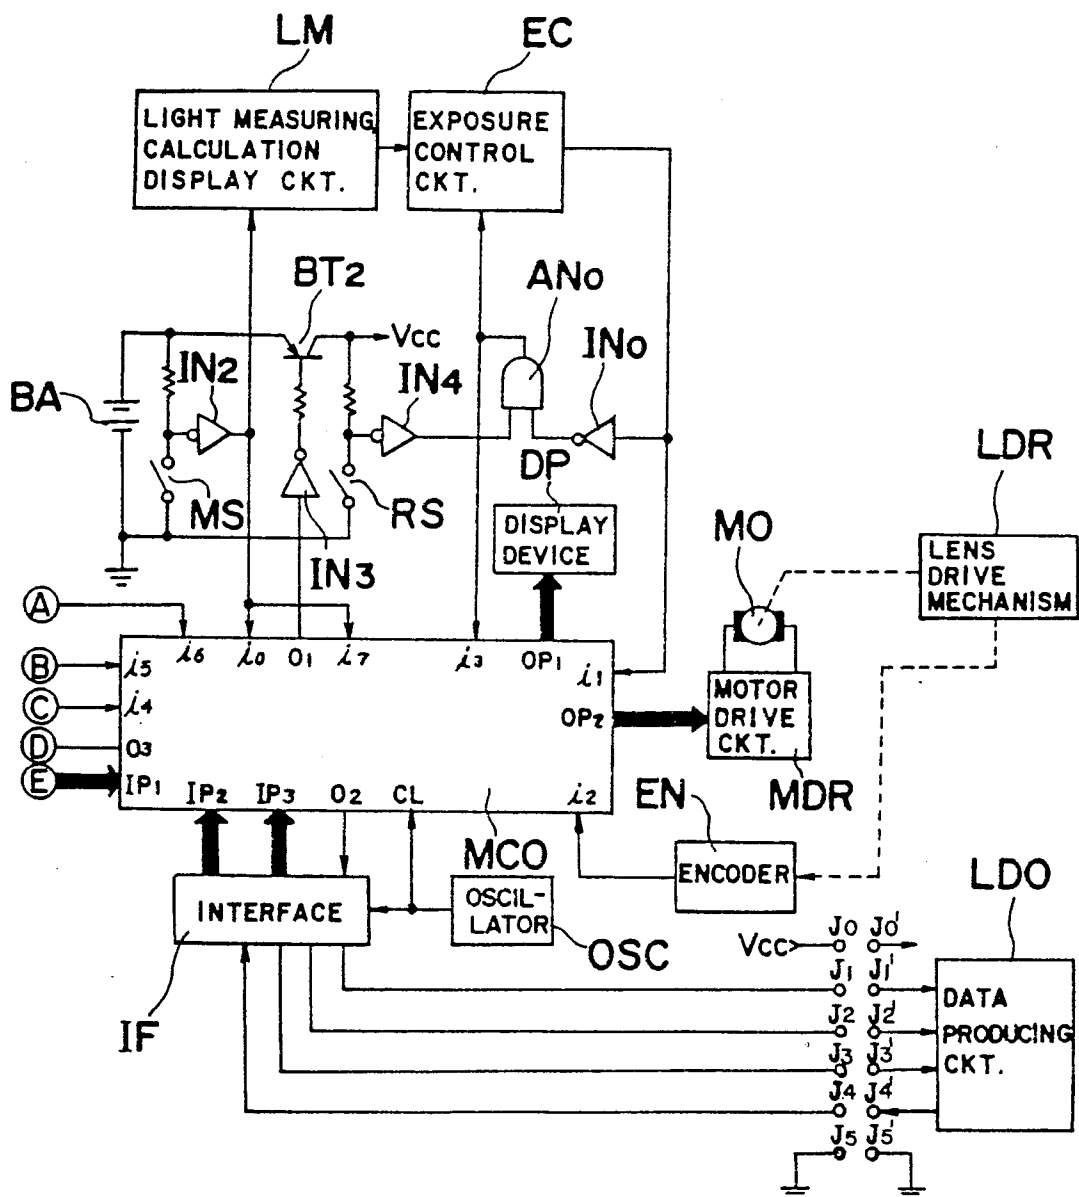 LM
EC
LIGHT MEASURING
CALCULATION
DISPLAY CKT.
EXPOSURE
CONTROL
CKT.
BT2
ANo
Vcc
INo
IN2
IN4
BA
DP
LDR
MS
RS
DISPLAY
DEVICE
MO
LENS
DRIVE
MECHANISM
IN3
A
i6
i0
O1
i7
i3
OP1
i1
B
i5
C
i4
MOTOR
DRIVE
CKT.
OP2
D
O3
E
IP1
IP2
IP3
O2
CL
i2
EN
MDR
MCO
ENCODER
LDO
INTERFACE
OSCIL-
LATOR
OSC
Vcc
J0
J0'
J1
J1'
IF
DATA
PRODUCING
CKT.
J2
J2'
J3
J3'
J4
J4'
J5
J5'